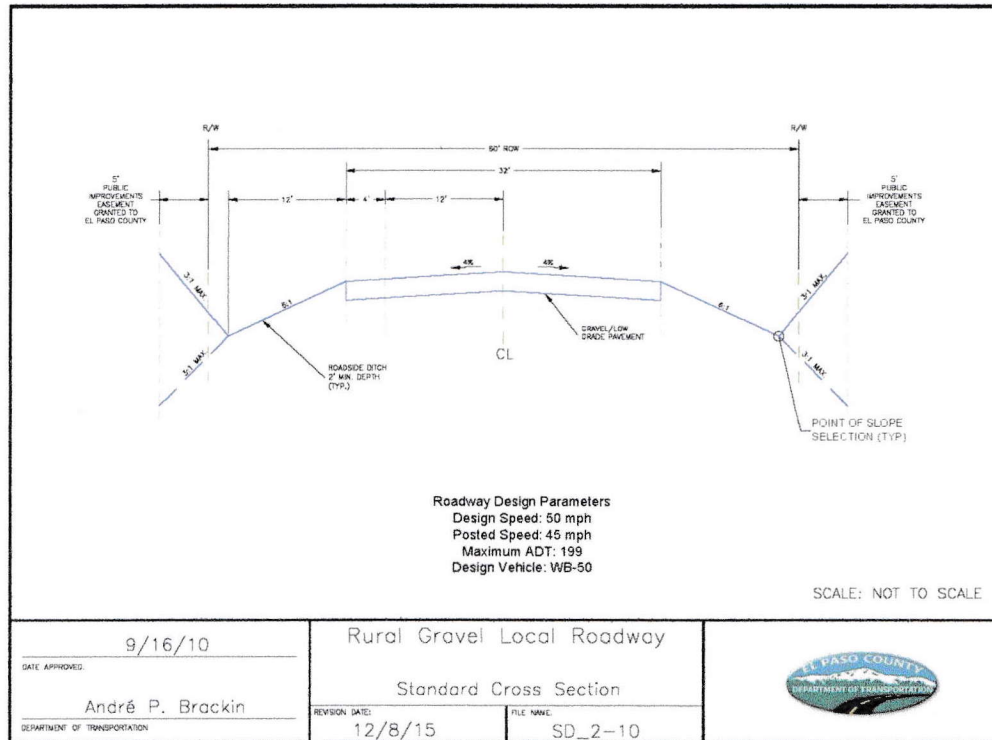 R/W
R/W
60' ROW
32'
5'
PUBLIC
IMPROVEMENTS
EASEMENT
GRANTED TO
EL PASO COUNTY
12'
4'
12'
5'
PUBLIC
IMPROVEMENTS
EASEMENT
GRANTED TO
EL PASO COUNTY
4%
4%
3:1 MAX
6:1
6:1
3:1 MAX
3:1 MAX
3:1 MAX
GRAVEL/LOW
GRADE PAVEMENT
CL
ROADSIDE DITCH
2' MIN. DEPTH
(TYP.)
POINT OF SLOPE
SELECTION (TYP)
Roadway Design Parameters
Design Speed: 50 mph
Posted Speed: 45 mph
Maximum ADT: 199
Design Vehicle: WB-50
SCALE: NOT TO SCALE
9/16/10
DATE APPROVED:
André P. Brackin
DEPARTMENT OF TRANSPORTATION
Rural Gravel Local Roadway
Standard Cross Section
REVISION DATE:
12/8/15
FILE NAME:
SD_2-10
EL PASO COUNTY
DEPARTMENT OF TRANSPORTATION